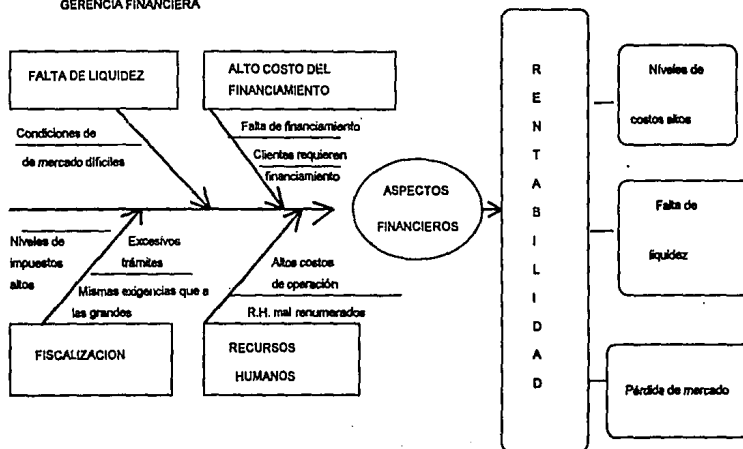 GERENCIA FINANCIERA
FALTA DE LIQUIDEZ
ALTO COSTO DEL
FINANCIAMIENTO
Condiciones de
de mercado difíciles
Falta de financiamiento
Clientes requieren
financiamiento
ASPECTOS
FINANCIEROS
Niveles de
impuestos
altos
Excesivos
trámites
Mismas exigencias que a
las grandes
Altos costos
de operación
R.H. mal renumerados
FISCALIZACION
RECURSOS
HUMANOS
R
E
N
T
A
B
I
L
I
D
A
D
Niveles de
costos altos
Falta de
liquidez
Pérdida de mercado